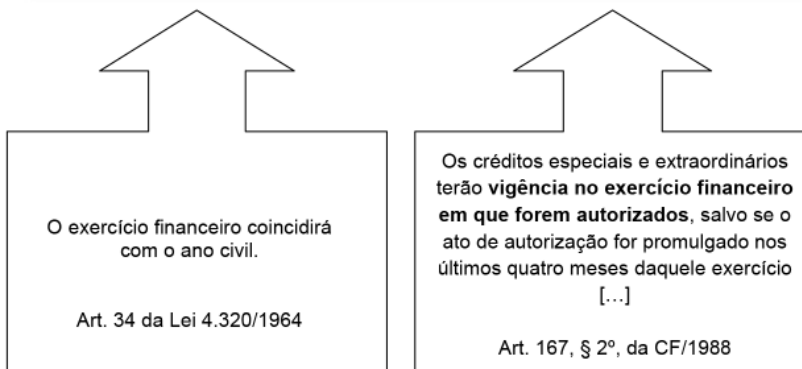 O exercício financeiro coincidirá
com o ano civil.
Art. 34 da Lei 4.320/1964
Os créditos especiais e extraordinários
terão vigência no exercício financeiro
em que forem autorizados, salvo se o
ato de autorização for promulgado nos
últimos quatro meses daquele exercício
[...]
Art. 167, § 2º, da CF/1988